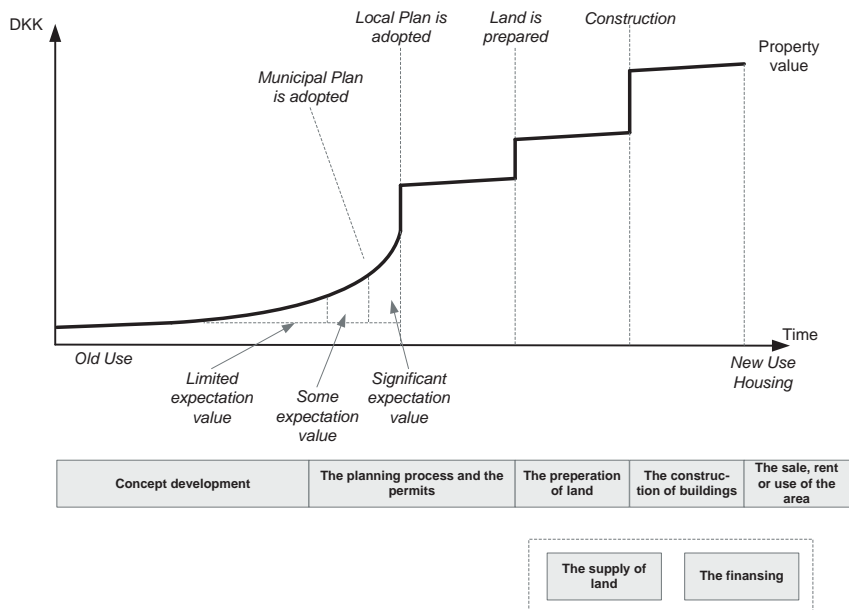 DKK
Local Plan is
adopted
Land is
prepared
Construction
Property
value
Municipal Plan
is adopted
Time
Old Use
New Use
Housing
Limited
expectation
value
Some
expectation
value
Significant
expectation
value
Concept development
The planning process and the
permits
The preperation
of land
The construc-
tion of buildings
The sale, rent
or use of the
area
The supply of
land
The finansing